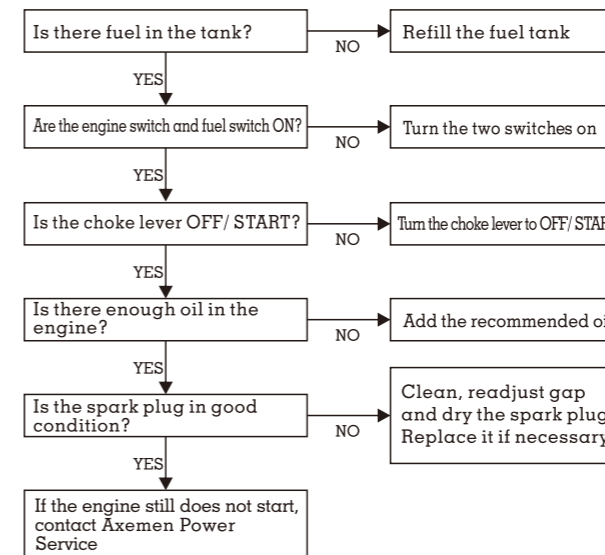 Is there fuel in the tank?
NO
Refill the fuel tank
YES
Are the engine switch and fuel switch ON?
NO
Turn the two switches on
YES
Is the choke lever OFF/ START?
NO
Turn the choke lever to OFF/
YES
Is there enough oil in the
engine?
NO
Add the recommended
YES
Is the spark plug in good
condition?
NO
Clean, readjust gap
and dry the spark plug
Replace it if necessary
YES
If the engine still does not start,
contact Axemen Power
Service